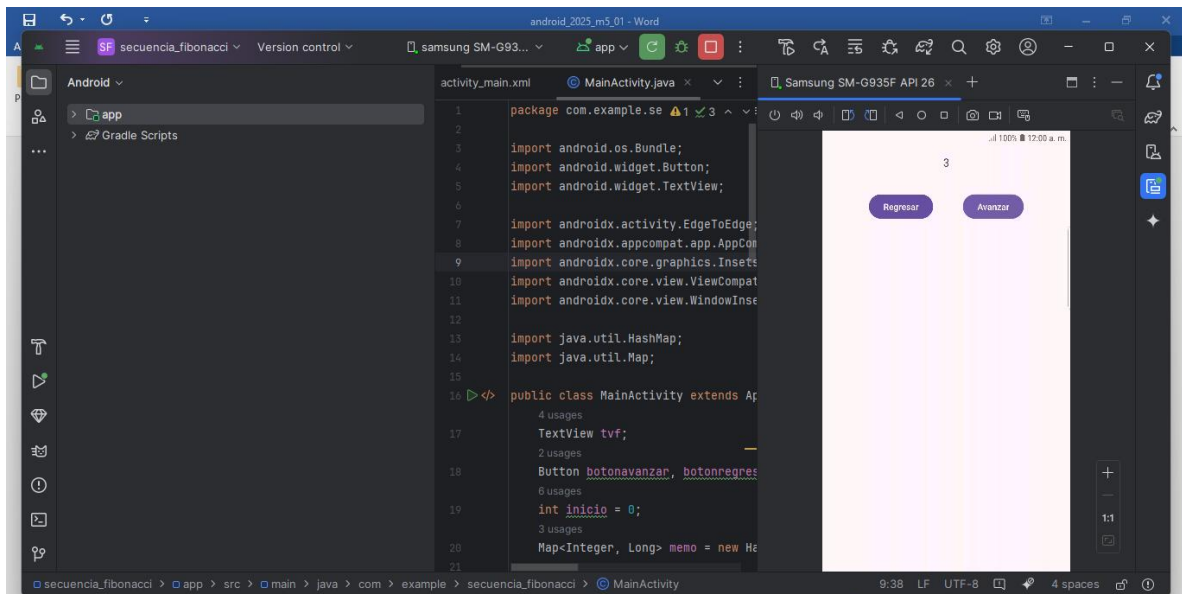 android_2025_m5_01 - Word
SF secuencia_fibonacci Version control samsung SM-G93... app
Android
app
Gradle Scripts
activity_main.xml MainActivity.java
1 package com.example.se 1 3
2
3 import android.os.Bundle;
4 import android.widget.Button;
5 import android.widget.TextView;
6
7 import androidx.activity.EdgeToEdge;
8 import androidx.appcompat.app.AppCom
9 import androidx.core.graphics.Insets
10 import androidx.core.view.ViewCompat
11 import androidx.core.view.WindowInse
12
13 import java.util.HashMap;
14 import java.util.Map;
15
16 public class MainActivity extends Ap
4 usages
17 TextView tvf;
2 usages
18 Button botonavanzar, botonregres
6 usages
19 int inicio = 0;
3 usages
20 Map<Integer, Long> memo = new Ha
21
Samsung SM-G935F API 26
100% 12:00 a. m.
3
Regresar Avanzar
1:1
secuencia_fibonacci > app > src > main > java > com > example > secuencia_fibonacci > MainActivity 9:38 LF UTF-8 4 spaces